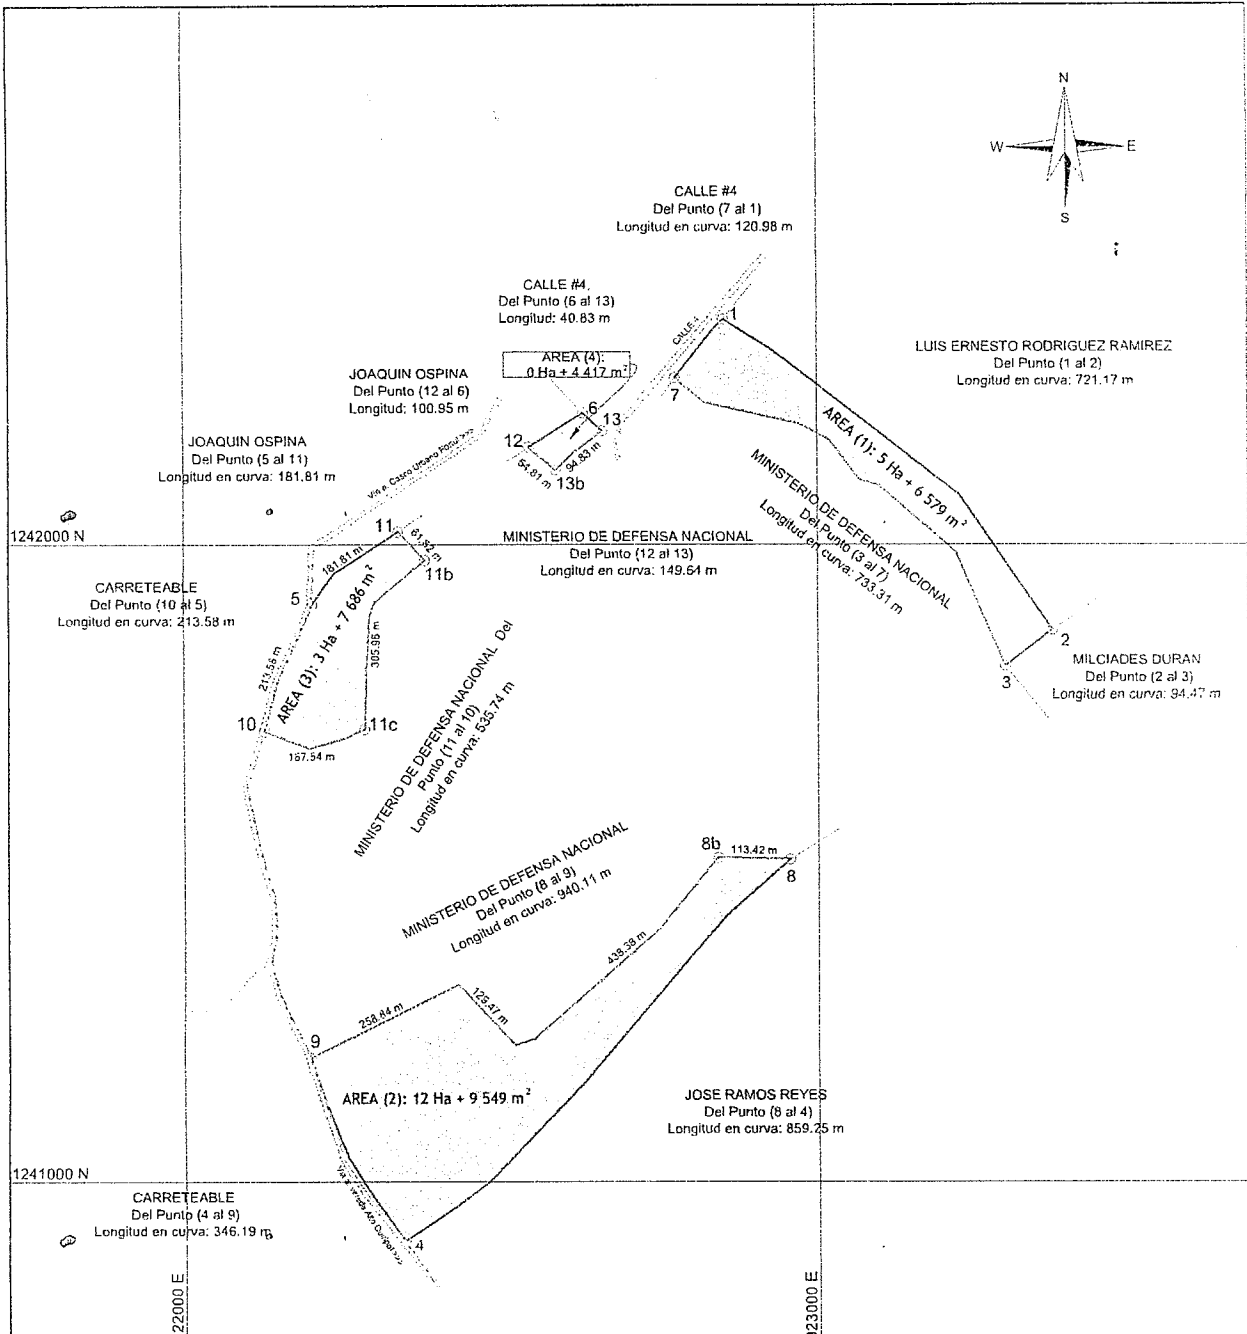 N
W
E
S
CALLE #4
Del Punto (7 al 1)
Longitud en curva: 120.98 m
CALLE #4,
Del Punto (6 al 13)
Longitud: 40.83 m
CALLE 4
1
AREA (4):
0 Ha + 4 417 m²
LUIS ERNESTO RODRIGUEZ RAMIREZ
Del Punto (1 al 2)
Longitud en curva: 721.17 m
JOAQUIN OSPINA
Del Punto (12 al 6)
Longitud: 100.95 m
7
6
13
12
54.81 m
94.83 m
13b
AREA (1): 5 Ha + 6 579 m²
JOAQUIN OSPINA
Del Punto (5 al 11)
Longitud en curva: 181.81 m
Casco Urbano
MINISTERIO DE DEFENSA NACIONAL
Del Punto (3 al 7)
Longitud en curva: 733.31 m
1242000 N
11
11b
181.81 m
MINISTERIO DE DEFENSA NACIONAL
Del Punto (12 al 13)
Longitud en curva: 149.64 m
CARRETEABLE
Del Punto (10 al 5)
Longitud en curva: 213.58 m
5
213.58 m
AREA (3): 3 Ha + 7 686 m²
305.96 m
2
3
MILCIADES DURAN
Del Punto (2 al 3)
Longitud en curva: 94.47 m
10
11c
167.54 m
MINISTERIO DE DEFENSA NACIONAL Del
Punto (11 al 10)
Longitud en curva: 535.74 m
MINISTERIO DE DEFENSA NACIONAL
Del Punto (8 al 9)
Longitud en curva: 940.11 m
8b
113.42 m
8
438.38 m
258.84 m
9
AREA (2): 12 Ha + 9 549 m²
JOSE RAMOS REYES
Del Punto (8 al 4)
Longitud en curva: 859.25 m
1241000 N
CARRETEABLE
Del Punto (4 al 9)
Longitud en curva: 346.19 m
4
22000 E
023000 E